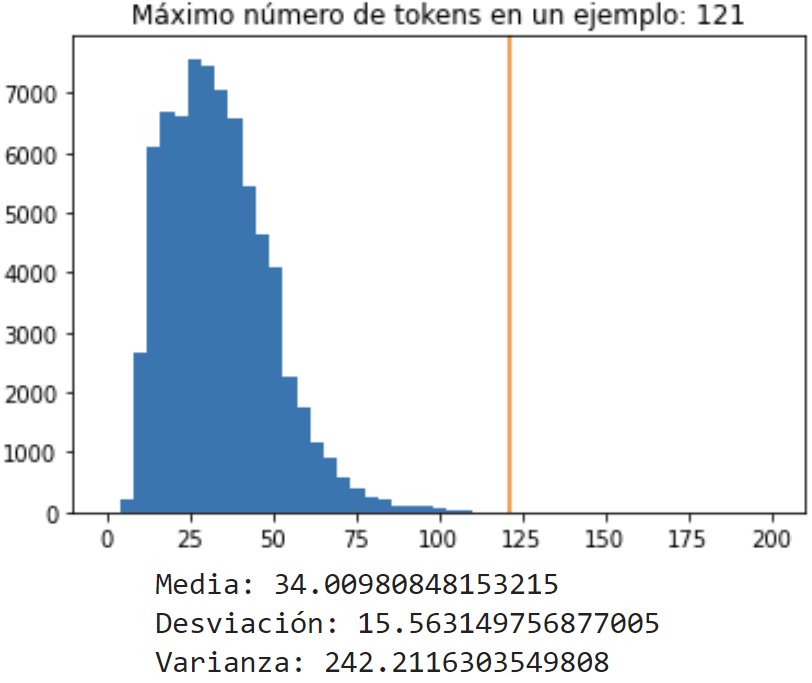 Máximo número de tokens en un ejemplo: 121
7000
6000
5000
4000
3000
2000
1000
0
0 25 50 75 100 125 150 175 200
Media: 34.00980848153215
Desviación: 15.563149756877005
Varianza: 242.2116303549808